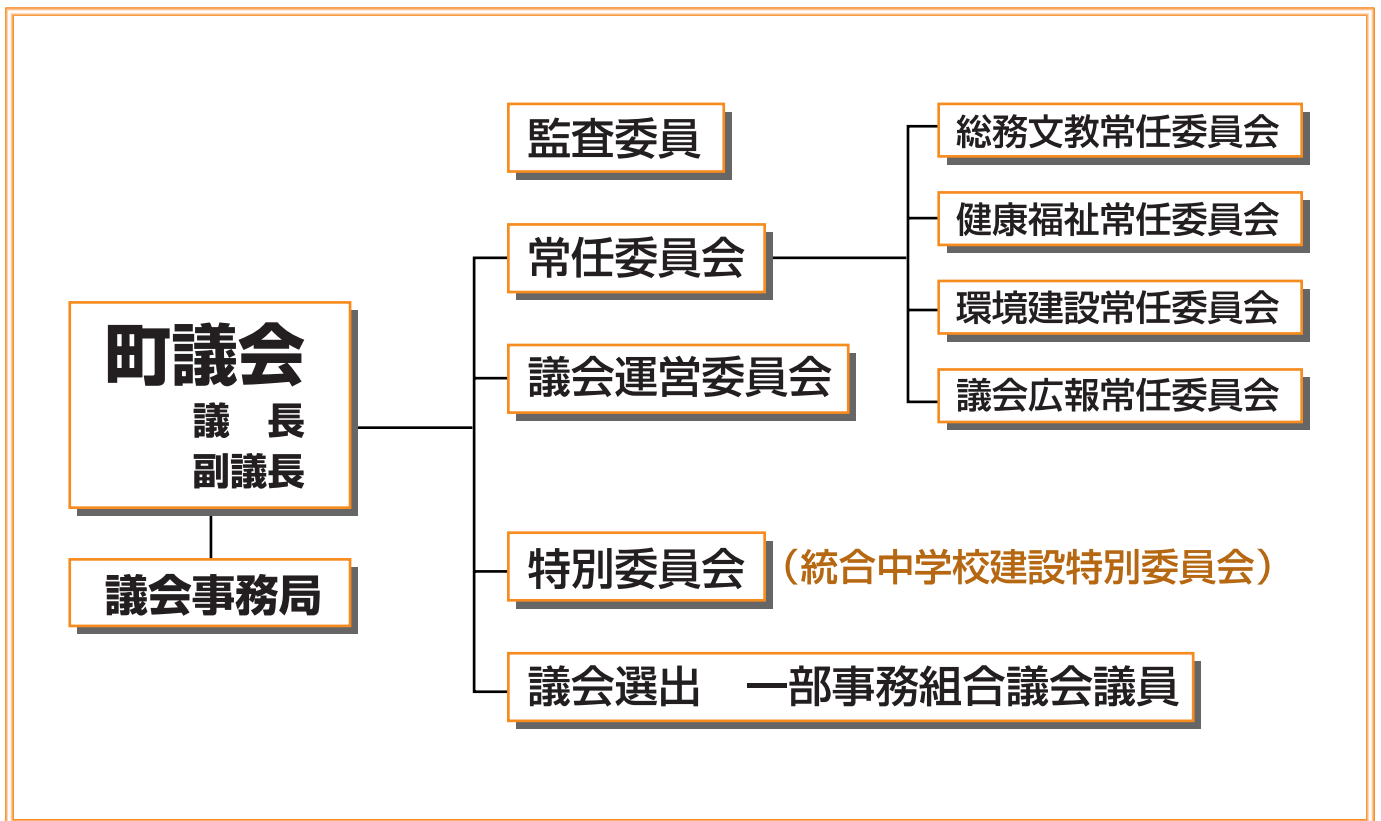 町議会
議　長
副議長
議会事務局
監査委員
常任委員会
議会運営委員会
特別委員会（統合中学校建設特別委員会）
議会選出　一部事務組合議会議員
総務文教常任委員会
健康福祉常任委員会
環境建設常任委員会
議会広報常任委員会